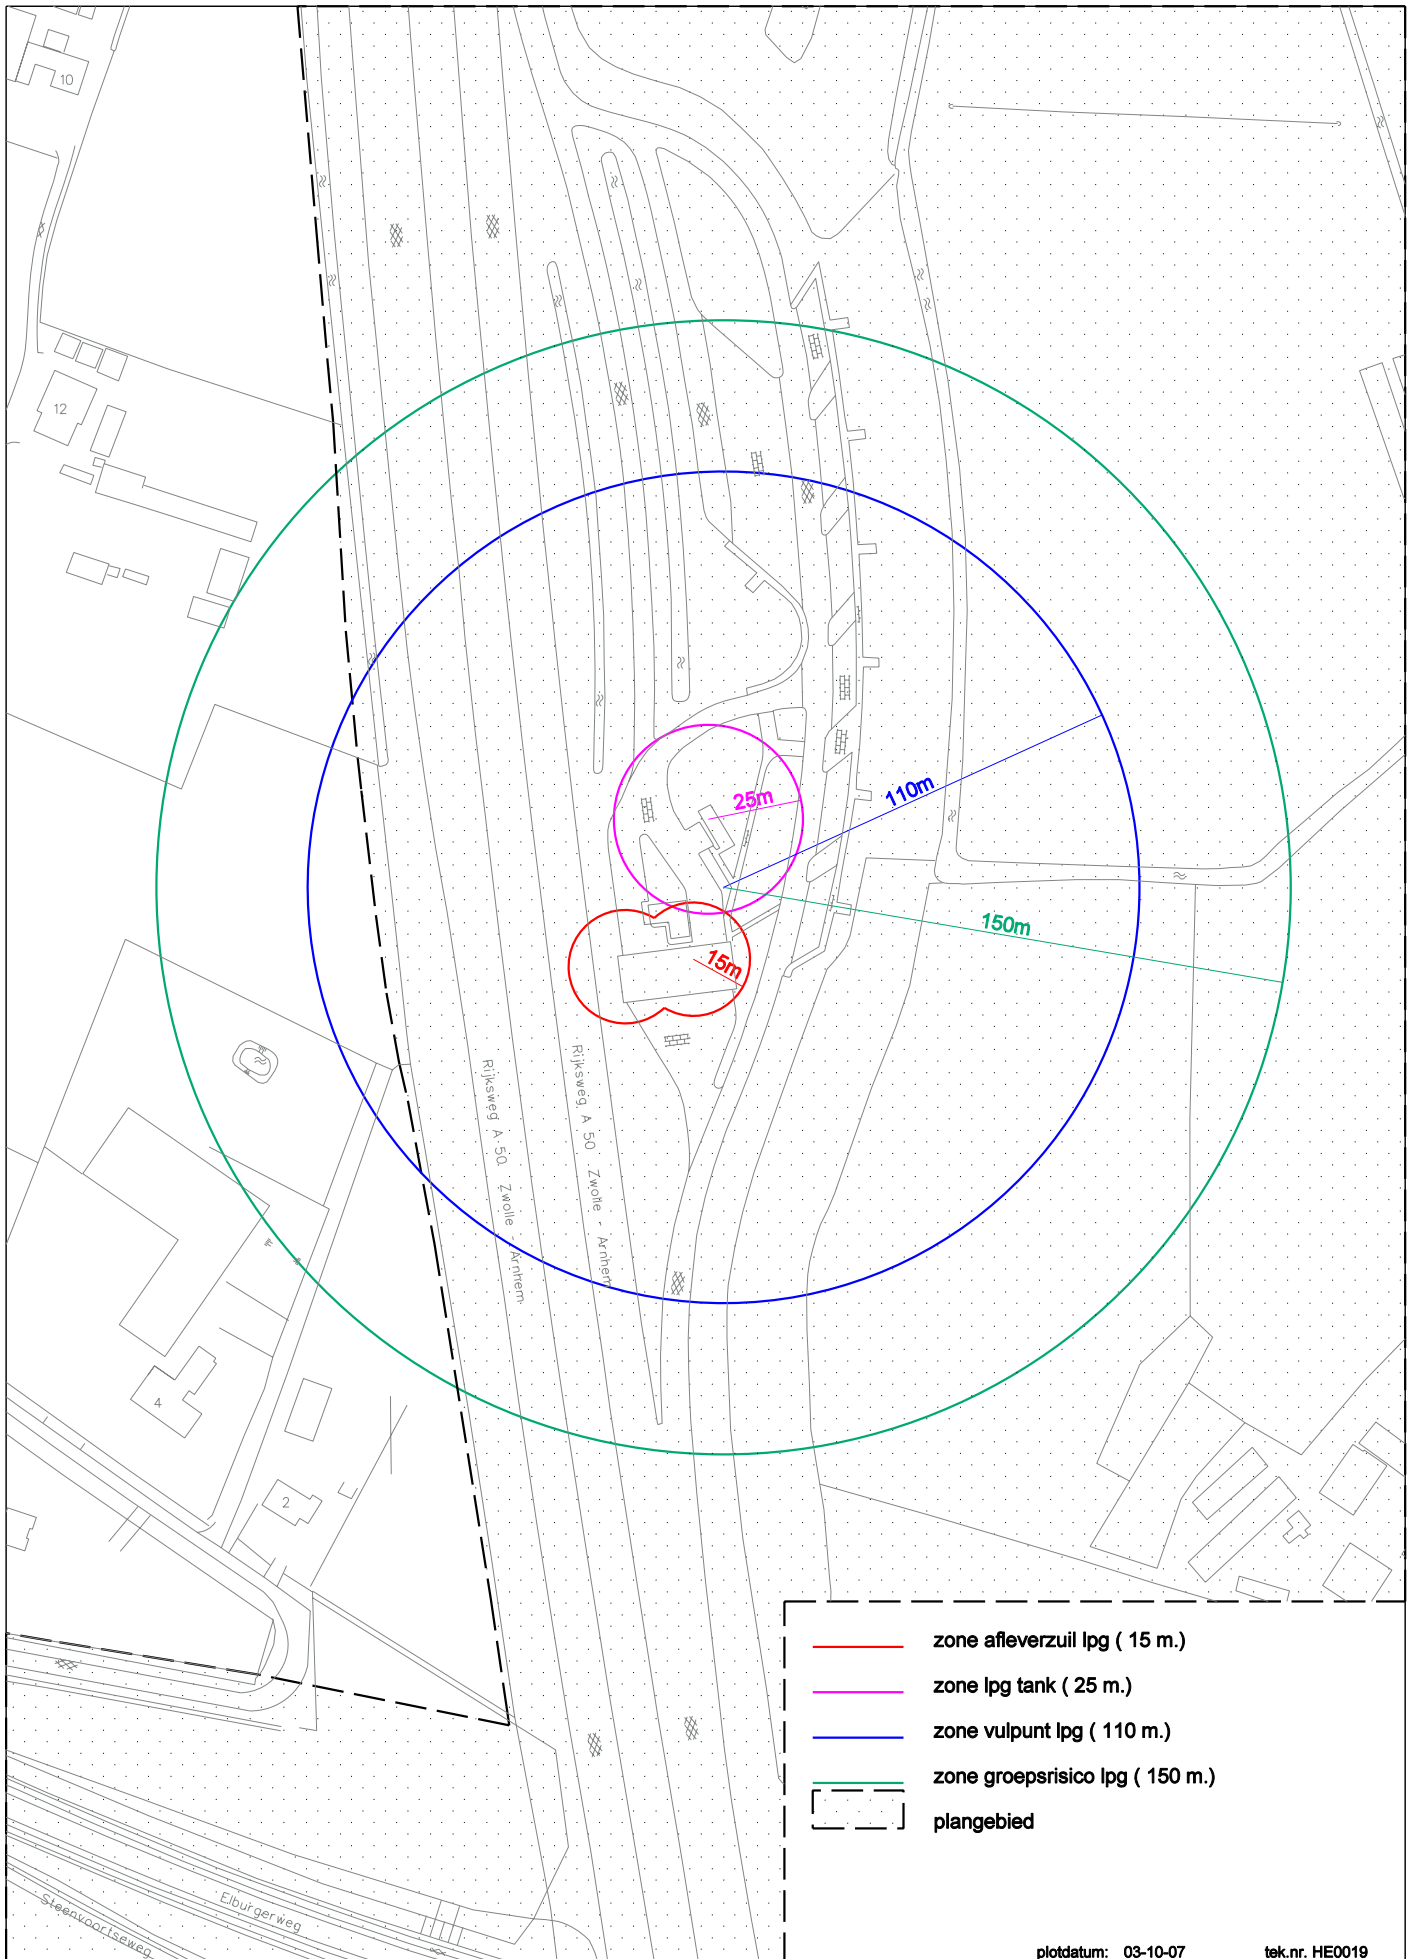 10
12
25m
110m
150m
15m
Rijksweg A 50 Zwolle - Arnhem
Rijksweg A 50 Zwolle - Arnhem
4
2
Elburgerweg
Steenvoortseweg
zone afleverzuil lpg ( 15 m.)
zone lpg tank ( 25 m.)
zone vulpunt lpg ( 110 m.)
zone groepsrisico lpg ( 150 m.)
plangebied
plotdatum: 03-10-07 tek.nr. HE0019